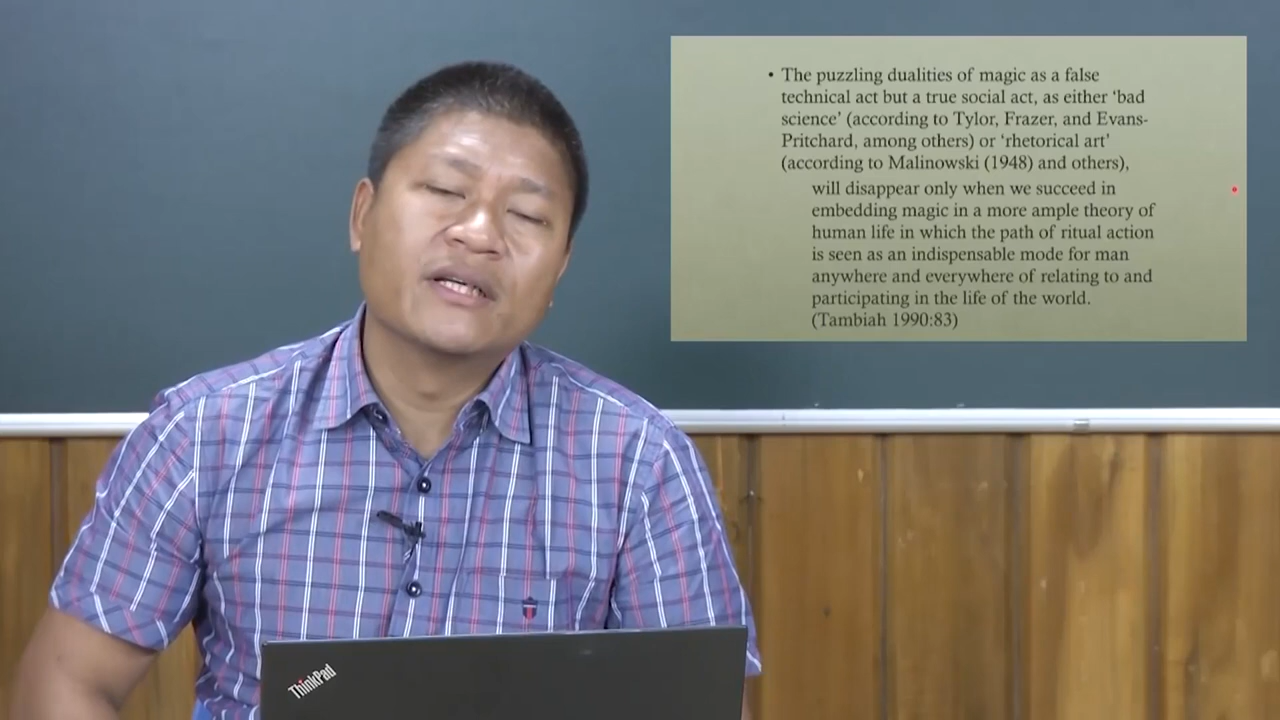 • The puzzling dualities of magic as a false
technical act but a true social act, as either ‘bad
science’ (according to Tylor, Frazer, and Evans-
Pritchard, among others) or ‘rhetorical art’
(according to Malinowski (1948) and others),
will disappear only when we succeed in
embedding magic in a more ample theory of
human life in which the path of ritual action
is seen as an indispensable mode for man
anywhere and everywhere of relating to and
participating in the life of the world.
(Tambiah 1990:83)
ThinkPad